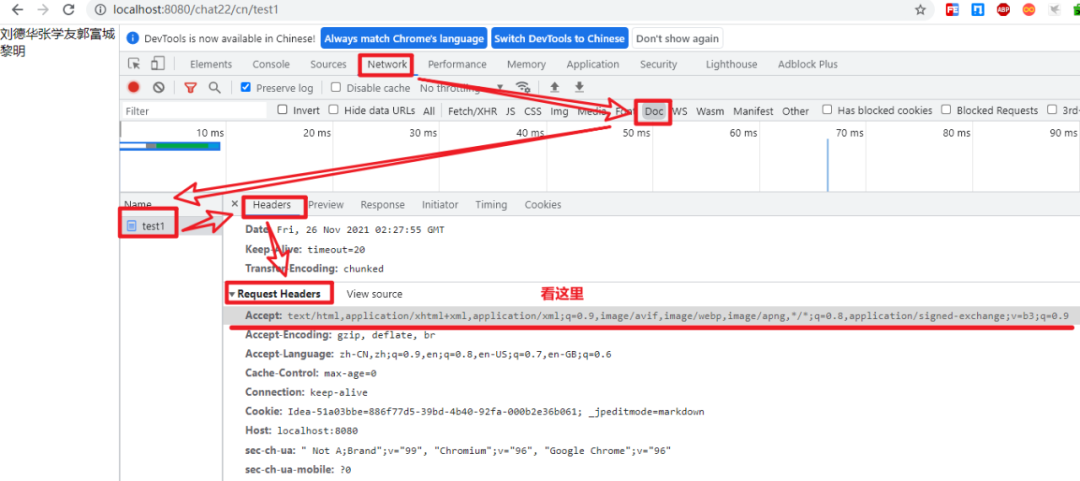 localhost:8080/chat22/cn/test1
刘德华张学友郭富城
黎明
DevTools is now available in Chinese! Always match Chrome's language Switch DevTools to Chinese Don't show again
Elements Console Sources Network Performance Memory Application Security Lighthouse Adblock Plus
Preserve log Disable cache No throttling
Filter Invert Hide data URLs All Fetch/XHR JS CSS Img Media Font Doc WS Wasm Manifest Other Has blocked cookies Blocked Requests 3rd
10 ms 20 ms 30 ms 40 ms 50 ms 60 ms 70 ms 80 ms 90 ms
Name Headers Preview Response Initiator Timing Cookies
test1
Date: Fri, 26 Nov 2021 02:27:55 GMT
Keep-Alive: timeout=20
Transfer-Encoding: chunked
Request Headers View source 看这里
Accept: text/html,application/xhtml+xml,application/xml;q=0.9,image/avif,image/webp,image/apng,*/*;q=0.8,application/signed-exchange;v=b3;q=0.9
Accept-Encoding: gzip, deflate, br
Accept-Language: zh-CN,zh;q=0.9,en;q=0.8,en-US;q=0.7,en-GB;q=0.6
Cache-Control: max-age=0
Connection: keep-alive
Cookie: Idea-51a03bbe=886f77d5-39bd-4b40-92fa-000b2e36b061; _jpeditmode=markdown
Host: localhost:8080
sec-ch-ua: " Not A;Brand";v="99", "Chromium";v="96", "Google Chrome";v="96"
sec-ch-ua-mobile: ?0